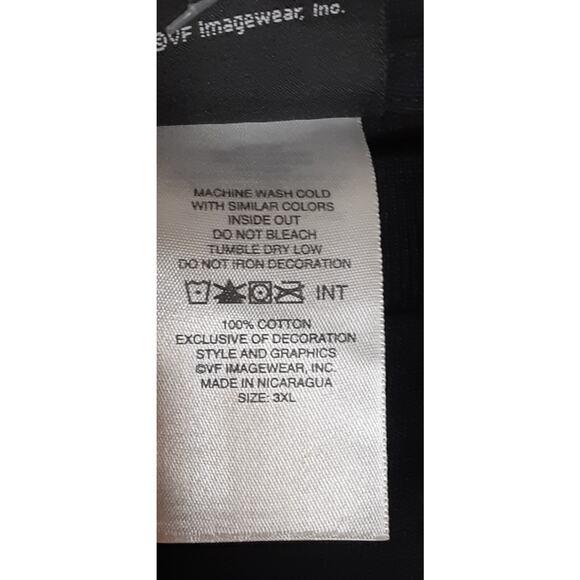 ©VF Imagewear, Inc.
MACHINE WASH COLD
WITH SIMILAR COLORS
INSIDE OUT
DO NOT BLEACH
TUMBLE DRY LOW
DO NOT IRON DECORATION
INT
100% COTTON
EXCLUSIVE OF DECORATION
STYLE AND GRAPHICS
©VF IMAGEWEAR, INC.
MADE IN NICARAGUA
SIZE: 3XL